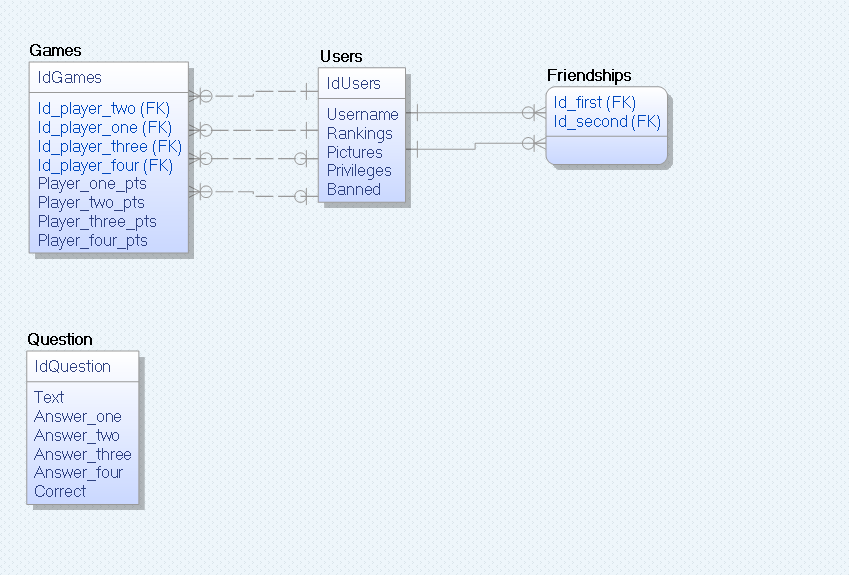 Games
IdGames
Id_player_two (FK)
Id_player_one (FK)
Id_player_three (FK)
Id_player_four (FK)
Player_one_pts
Player_two_pts
Player_three_pts
Player_four_pts
Users
IdUsers
Username
Rankings
Pictures
Privileges
Banned
Friendships
Id_first (FK)
Id_second (FK)
Question
IdQuestion
Text
Answer_one
Answer_two
Answer_three
Answer_four
Correct